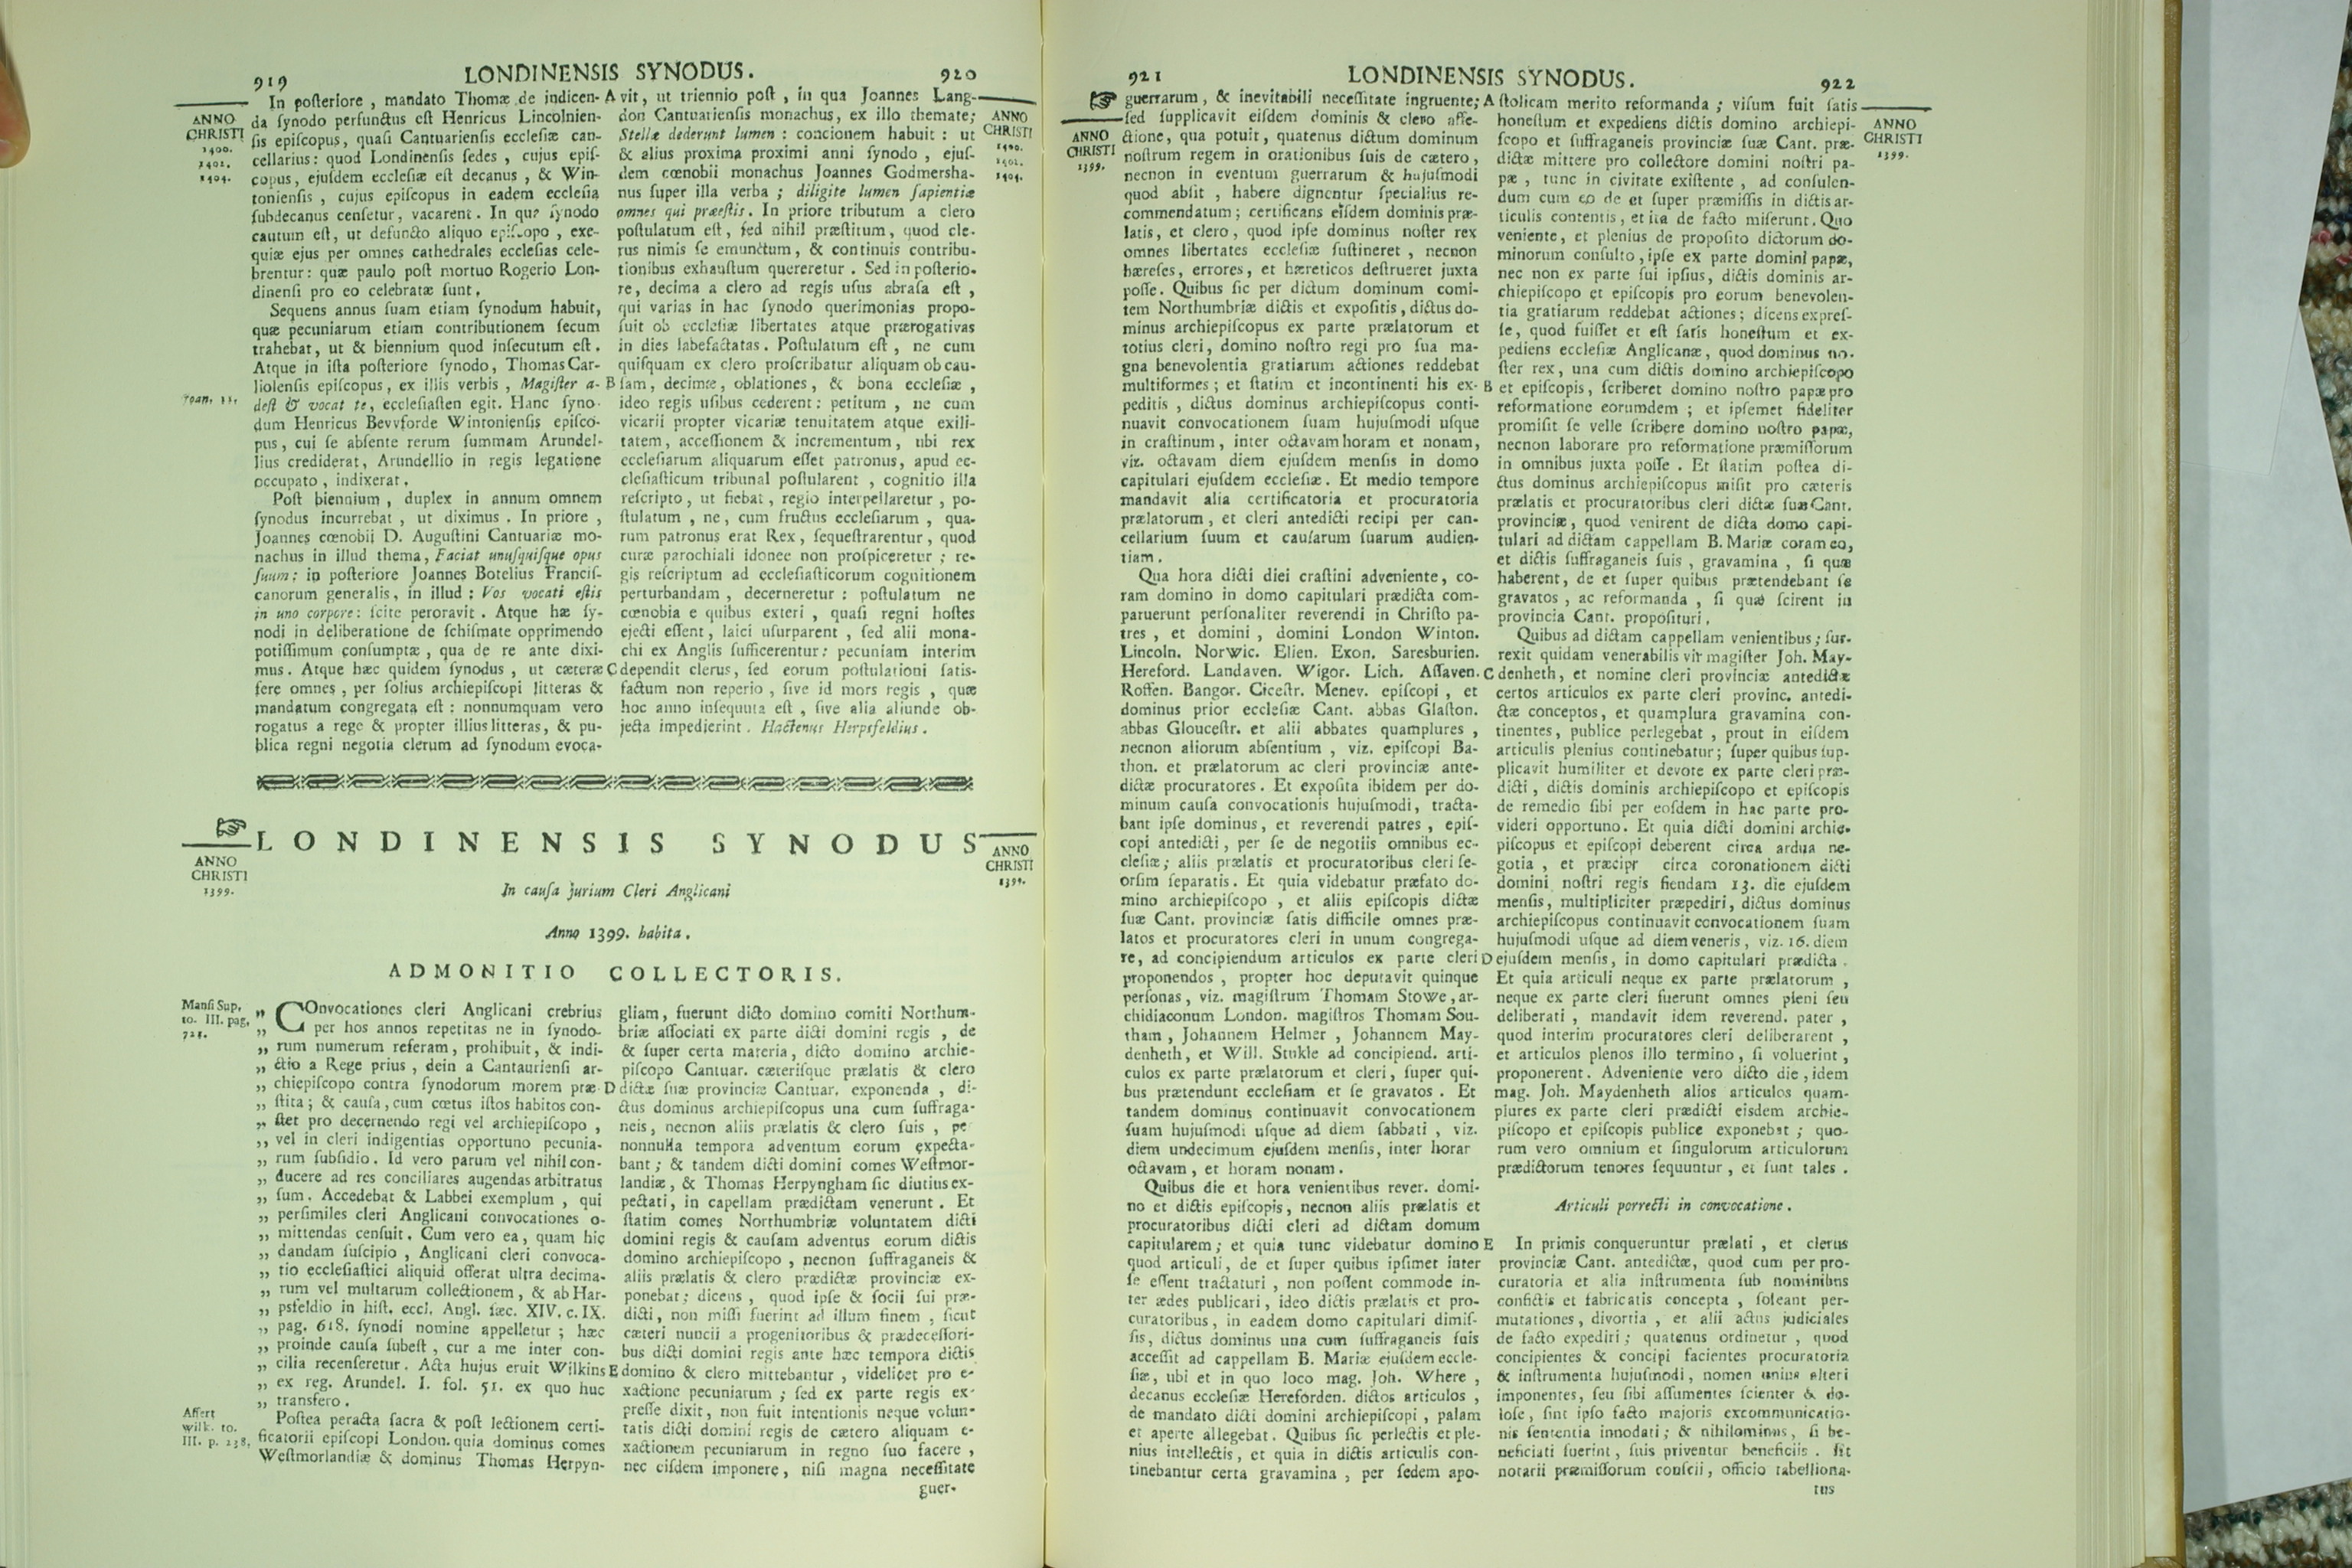 919
LONDINENSIS SYNODUS.
920
ANNO
CHRISTI
1400.
1402.
1404.
In posteriore, mandato Thomæ de indicen-
da synodo perfunctus est Henricus Lincolnien-
sis episcopus, quasi Cantuariensis ecclesiæ can-
cellarius: quod Londinensis sedes, cujus epis-
copus, ejusdem ecclesiæ est decanus, & Win-
toniensis, cujus episcopus in eadem ecclesia
subdecanus censetur, vacarent. In qua synodo
cautum est, ut defuncto aliquo episcopo, exe-
quiæ ejus per omnes cathedrales ecclesias cele-
brentur: quæ paulo post mortuo Rogerio Lon-
dinensi pro eo celebratæ sunt.
Sequens annus suam etiam synodum habuit,
quæ pecuniarum etiam contributionem secum
trahebat, ut & biennium quod insecutum est.
Atque in ista posteriore synodo, Thomas Car-
liolensis episcopus, ex illis verbis, Magister a-
Joan. 11.
dest & vocat te, ecclesiasten egit. Hanc syno-
dum Henricus Bevvforde Wintoniensis episco-
pus, cui se absente rerum summam Arundel-
lius crediderat, Arundellio in regis legatione
occupato, indixerat.
Post biennium, duplex in annum omnem
synodus incurrebat, ut diximus. In priore,
Joannes cœnobii D. Augustini Cantuariæ mo-
nachus in illud thema, Faciat unusquisque opus
suum: in posteriore Joannes Botelius Francis-
canorum generalis, in illud: Vos vocati estis
in uno corpore: scite peroravit. Atque hæ sy-
nodi in deliberatione de schismate opprimendo
potissimum consumptæ, qua de re ante dixi-
mus. Atque hæc quidem synodus, ut cæteræ
fere omnes, per solius archiepiscopi litteras &
mandatum congregata est: nonnumquam vero
rogatus a rege & propter illius litteras, & pu-
blica regni negotia clerum ad synodum evoca-
A vit, ut triennio post, in qua Joannes Lang-
don Cantuariensis monachus, ex illo themate;
Stellæ dederunt lumen: concionem habuit: ut
& alius proxima proximi anni synodo, ejus-
dem cœnobii monachus Joannes Godmersha-
nus super illa verba; diligite lumen sapientiæ
omnes qui præestis. In priore tributum a clero
postulatum est, sed nihil præstitum, quod cle-
rus nimis se emunctum, & continuis contribu-
tionibus exhaustum quereretur. Sed in posterio-
re, decima a clero ad regis usus abrasa est,
qui varias in hac synodo querimonias propo-
suit ob ecclesiæ libertates atque prærogativas
in dies labefactatas. Postulatum est, ne cum
quisquam ex clero proscribatur aliquam ob cau-
B sam, decimæ, oblationes, & bona ecclesiæ,
ideo regis usibus cederent: petitum, ne cum
vicarii propter vicariæ tenuitatem atque exili-
tatem, accessionem & incrementum, ubi rex
ecclesiarum aliquarum esset patronus, apud ec-
clesiasticum tribunal postularent, cognitio illa
rescripto, ut fiebat, regio interpellaretur, po-
stulatum, ne, cum fructus ecclesiarum, qua-
rum patronus erat Rex, sequestrarentur, quod
curæ parochiali idonee non prospiceretur; re-
gis rescriptum ad ecclesiasticorum cognitionem
perturbandam, decerneretur: postulatum ne
cœnobia e quibus exteri, quasi regni hostes
ejecti essent, laici usurparent, sed alii mona-
chi ex Anglis sufficerentur: pecuniam interim
C dependit clerus, sed eorum postulationi satis-
factum non reperio, sive id mors regis, quæ
hoc anno insequuta est, sive alia aliunde ob-
jecta impedierint. Hactenus Herpsfeldius.
ANNO
CHRISTI
1400.
1402.
1404.
LONDINENSIS SYNODUS
ANNO
CHRISTI
1399.
ANNO
CHRISTI
1399.
In causa jurium Cleri Anglicani
Anno 1399. habita.
ADMONITIO COLLECTORIS.
Mansi Sup.
to. III. pag.
724.
„ COnvocationes cleri Anglicani crebrius
„ per hos annos repetitas ne in synodo-
„ rum numerum referam, prohibuit, & indi-
„ ctio a Rege prius, dein a Cantauriensi ar-
„ chiepiscopo contra synodorum morem præ-
„ stita; & causa, cum cœtus istos habitos con-
„ stet pro decernendo regi vel archiepiscopo,
„ vel in cleri indigentias opportuno pecunia-
„ rum subsidio. Id vero parum vel nihil con-
„ ducere ad res conciliares augendas arbitratus
„ sum. Accedebat & Labbei exemplum, qui
„ persimiles cleri Anglicani convocationes o-
„ mittendas censuit. Cum vero ea, quam hic
„ dandam suscipio, Anglicani cleri convoca-
„ tio ecclesiastici aliquid offerat ultra decima-
„ rum vel multarum collectionem, & ab Har-
„ psfeldio in hist. eccl. Angl. sæc. XIV. c. IX.
„ pag. 618. synodi nomine appelletur; hæc
„ proinde causa subest, cur a me inter con-
„ cilia recenseretur. Acta hujus eruit Wilkins
„ ex reg. Arundel. I. fol. 51. ex quo huc
„ transfero.
Affert
Wilk. to.
III. p. 238.
Postea peracta sacra & post lectionem certi-
ficatorii episcopi London. quia dominus comes
Westmorlandiæ & dominus Thomas Herpyn-
gliam, fuerunt dicto domino comiti Northum-
briæ associati ex parte dicti domini regis, de
& super certa materia, dicto domino archie-
piscopo Cantuar. cæterisque prælatis & clero
D dictæ suæ provinciæ Cantuar. exponenda, di-
ctus dominus archiepiscopus una cum suffraga-
neis, necnon aliis prælatis & clero suis, pe
nonnulla tempora adventum eorum expecta-
bant; & tandem dicti domini comes Westmor-
landiæ, & Thomas Herpyngham sic diutius ex-
pectati, in capellam prædictam venerunt. Et
statim comes Northumbriæ voluntatem dicti
domini regis & causam adventus eorum dictis
domino archiepiscopo, necnon suffraganeis &
aliis prælatis & clero prædictæ provinciæ ex-
ponebat; dicens, quod ipse & socii sui præ-
dicti, non missi fuerint ad illum finem, sicut
cæteri nuncii a progenitoribus & prædecessori-
bus dicti domini regis ante hæc tempora dictis
E domino & clero mittebantur, videlicet pro e-
xactione pecuniarum; sed ex parte regis ex-
presse dixit, non fuit intentionis neque volun-
tatis dicti domini regis de cætero aliquam e-
xactionem pecuniarum in regno suo facere,
nec eisdem imponere, nisi magna necessitate
guer-
921
LONDINENSIS SYNODUS.
922
ANNO
CHRISTI
1399.
guerrarum, & inevitabili necessitate ingruente;
sed supplicavit eisdem dominis & clero affe-
ctione, qua potuit, quatenus dictum dominum
nostrum regem in orationibus suis de cætero,
necnon in eventum guerrarum & hujusmodi
quod absit, habere dignentur specialius re-
commendatum; certificans eisdem dominis præ-
latis, et clero, quod ipse dominus noster rex
omnes libertates ecclesiæ sustineret, necnon
hæreses, errores, et hæreticos destrueret juxta
posse. Quibus sic per dictum dominum comi-
tem Northumbriæ dictis et expositis, dictus do-
minus archiepiscopus ex parte prælatorum et
totius cleri, domino nostro regi pro sua ma-
gna benevolentia gratiarum actiones reddebat
multiformes; et statim et incontinenti his ex-
peditis, dictus dominus archiepiscopus conti-
nuavit convocationem suam hujusmodi usque
in crastinum, inter octavam horam et nonam,
viz. octavam diem ejusdem mensis in domo
capitulari ejusdem ecclesiæ. Et medio tempore
mandavit alia certificatoria et procuratoria
prælatorum, et cleri antedicti recipi per can-
cellarium suum et causarum suarum audien-
tiam.
Qua hora dicti diei crastini adveniente, co-
ram domino in domo capitulari prædicta com-
paruerunt personaliter reverendi in Christo pa-
tres, et domini, domini London Winton.
Lincoln. Norwic. Elien. Exon. Saresburien.
Hereford. Landaven. Wigor. Lich. Assaven.
Roffen. Bangor. Cicestr. Menev. episcopi, et
dominus prior ecclesiæ Cant. abbas Glaston.
abbas Gloucestr. et alii abbates quamplures,
necnon aliorum absentium, viz. episcopi Ba-
thon. et prælatorum ac cleri provinciæ ante-
dictæ procuratores. Et exposita ibidem per do-
minum causa convocationis hujusmodi, tracta-
bant ipse dominus, et reverendi patres, epis-
copi antedicti, per se de negotiis omnibus ec-
clesiæ; aliis prælatis et procuratoribus cleri se-
orsim separatis. Et quia videbatur præfato do-
mino archiepiscopo, et aliis episcopis dictæ
suæ Cant. provinciæ satis difficile omnes præ-
latos et procuratores cleri in unum congrega-
re, ad concipiendum articulos ex parte cleri
proponendos, propter hoc deputavit quinque
personas, viz. magistrum Thomam Stowe, ar-
chidiaconum London. magistros Thomam Sou-
tham, Johannem Helmer, Johannem May-
denheth, et Will. Stukle ad concipiend. arti-
culos ex parte prælatorum et cleri, super qui-
bus prætendunt ecclesiam et se gravatos. Et
tandem dominus continuavit convocationem
suam hujusmodi usque ad diem sabbati, viz.
diem undecimum ejusdem mensis, inter horar
octavam, et horam nonam.
Quibus die et hora venientibus rever. domi-
no et dictis episcopis, necnon aliis prælatis et
procuratoribus dicti cleri ad dictam domum
capitularem; et quia tunc videbatur domino
quod articuli, de et super quibus ipsimet inter
se essent tractaturi, non possent commode in-
ter ædes publicari, ideo dictis prælatis et pro-
curatoribus, in eadem domo capitulari dimis-
sis, dictus dominus una cum suffraganeis suis
accessit ad cappellam B. Mariæ ejusdem eccle-
siæ, ubi et in quo loco mag. Joh. Where,
decanus ecclesiæ Hereforden. dictos articulos,
de mandato dicti domini archiepiscopi, palam
et aperte allegebat. Quibus sic perlectis et ple-
nius intellectis, et quia in dictis articulis con-
tinebantur certa gravamina, per sedem apo-
A stolicam merito reformanda; visum fuit satis
honestum et expediens dictis domino archiepi-
scopo et suffraganeis provinciæ suæ Cant. præ-
dictæ mittere pro collectore domini nostri pa-
pæ, tunc in civitate existente, ad consulen-
dum cum eo de et super præmissis in dictis ar-
ticulis contentis, et ita de facto miserunt. Quo
veniente, et plenius de proposito dictorum do-
minorum consulto, ipse ex parte domini papæ,
nec non ex parte sui ipsius, dictis dominis ar-
chiepiscopo et episcopis pro eorum benevolen-
tia gratiarum reddebat actiones; dicens expres-
se, quod fuisset et est satis honestum et ex-
pediens ecclesiæ Anglicanæ, quod dominus no-
ster rex, una cum dictis domino archiepiscopo
B et episcopis, scriberet domino nostro papæ pro
reformatione eorumdem; et ipsemet fideliter
promisit se velle scribere domino nostro papæ,
necnon laborare pro reformatione præmissorum
in omnibus juxta posse. Et statim postea di-
ctus dominus archiepiscopus misit pro cæteris
prælatis et procuratoribus cleri dictæ suæ Cant.
provinciæ, quod venirent de dicta domo capi-
tulari ad dictam cappellam B. Mariæ coram eo,
et dictis suffraganeis suis, gravamina, si quæ
haberent, de et super quibus prætendebant se
gravatos, ac reformanda, si quæ scirent in
provincia Cant. proposituri.
Quibus ad dictam cappellam venientibus; sur-
rexit quidam venerabilis vir magister Joh. May-
C denheth, et nomine cleri provinciæ antedictæ
certos articulos ex parte cleri provinc. antedi-
ctæ conceptos, et quamplura gravamina con-
tinentes, publice perlegebat, prout in eisdem
articulis plenius continebatur; super quibus sup-
plicavit humiliter et devote ex parte cleri præ-
dicti, dictis dominis archiepiscopo et episcopis
de remedio sibi per eosdem in hac parte pro-
videri opportuno. Et quia dicti domini archie-
piscopus et episcopi deberent circa ardua ne-
gotia, et præcipr circa coronationem dicti
domini nostri regis fiendam 13. die ejusdem
mensis, multipliciter præpediri, dictus dominus
archiepiscopus continuavit convocationem suam
hujusmodi usque ad diem veneris, viz. 16. diem
D ejusdem mensis, in domo capitulari prædicta.
Et quia articuli neque ex parte prælatorum,
neque ex parte cleri fuerunt omnes pleni seu
deliberati, mandavit idem reverend. pater,
quod interim procuratores cleri deliberarent,
et articulos plenos illo termino, si voluerint,
proponerent. Adveniente vero dicto die, idem
mag. Joh. Maydenheth alios articulos quam-
plures ex parte cleri prædicti eisdem archie-
piscopo et episcopis publice exponebat; quo-
rum vero omnium et singulorum articulorum
prædictorum tenores sequuntur, et sunt tales.
Articuli porrecti in convocatione.
E In primis conqueruntur prælati, et clerus
provinciæ Cant. antedictæ, quod cum per pro-
curatoria et alia instrumenta sub nominibus
confictis et fabricatis concepta, soleant per-
mutationes, divortia, et alii actus judiciales
de facto expediri; quatenus ordinetur, quod
concipientes & concipi facientes procuratoria
& instrumenta hujusmodi, nomen unius alteri
imponentes, seu sibi assumentes scienter & do-
lose, sint ipso facto majoris excommunicatio-
nis sententia innodati; & nihilominus, si be-
neficiati fuerint, suis priventur beneficiis. Sit
notarii præmissorum conscii, officio tabelliona-
tus
ANNO
CHRISTI
1399.